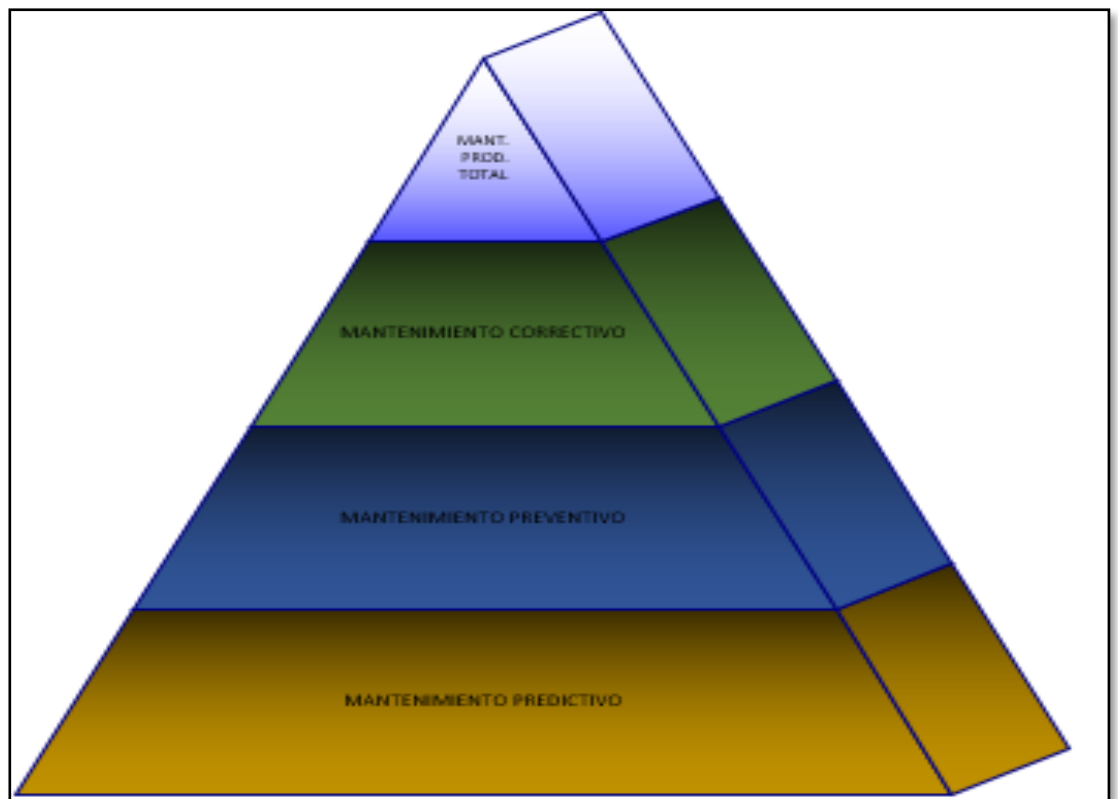 MANT.
PROD.
TOTAL
MANTENIMIENTO CORRECTIVO
MANTENIMIENTO PREVENTIVO
MANTENIMIENTO PREDICTIVO